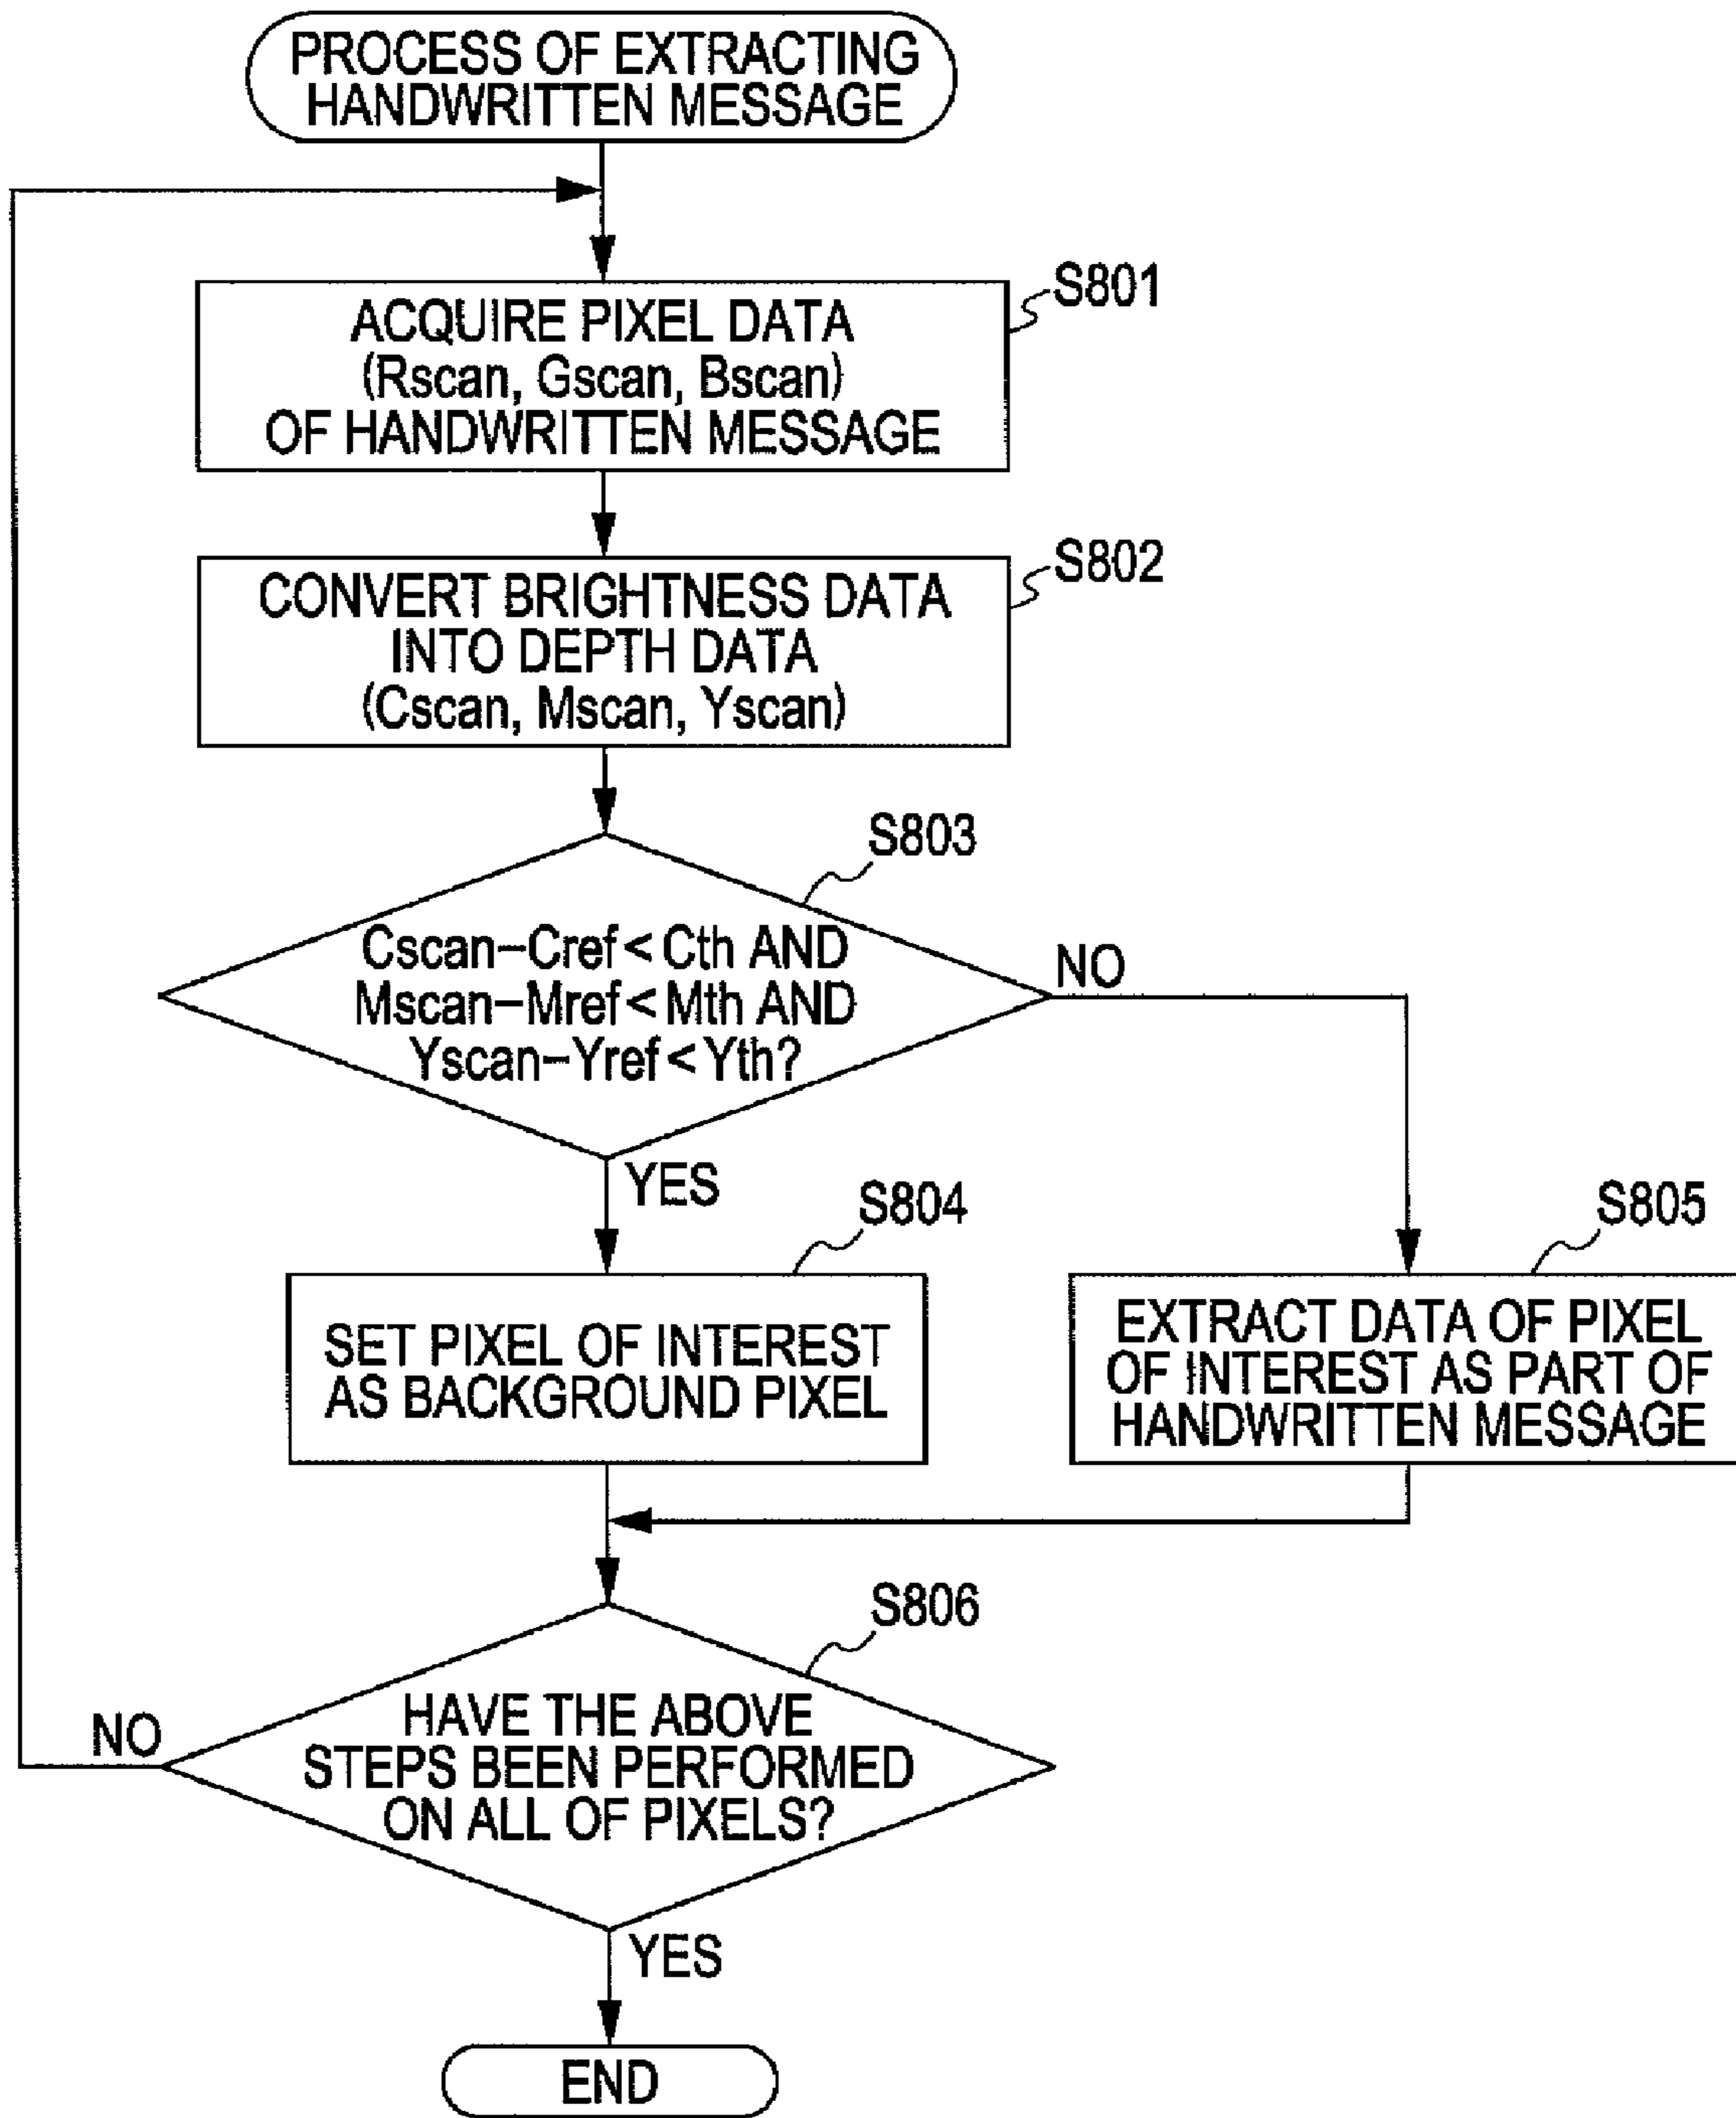 PROCESS OF EXTRACTING
HANDWRITTEN MESSAGE
S801
ACQUIRE PIXEL DATA
(Rscan, Gscan, Bscan)
OF HANDWRITTEN MESSAGE
S802
CONVERT BRIGHTNESS DATA
INTO DEPTH DATA
(Cscan, Mscan, Yscan)
S803
Cscan–Cref < Cth AND
Mscan–Mref < Mth AND
Yscan–Yref < Yth?
NO
YES
S804
SET PIXEL OF INTEREST
AS BACKGROUND PIXEL
S805
EXTRACT DATA OF PIXEL
OF INTEREST AS PART OF
HANDWRITTEN MESSAGE
S806
HAVE THE ABOVE
STEPS BEEN PERFORMED
ON ALL OF PIXELS?
NO
YES
END